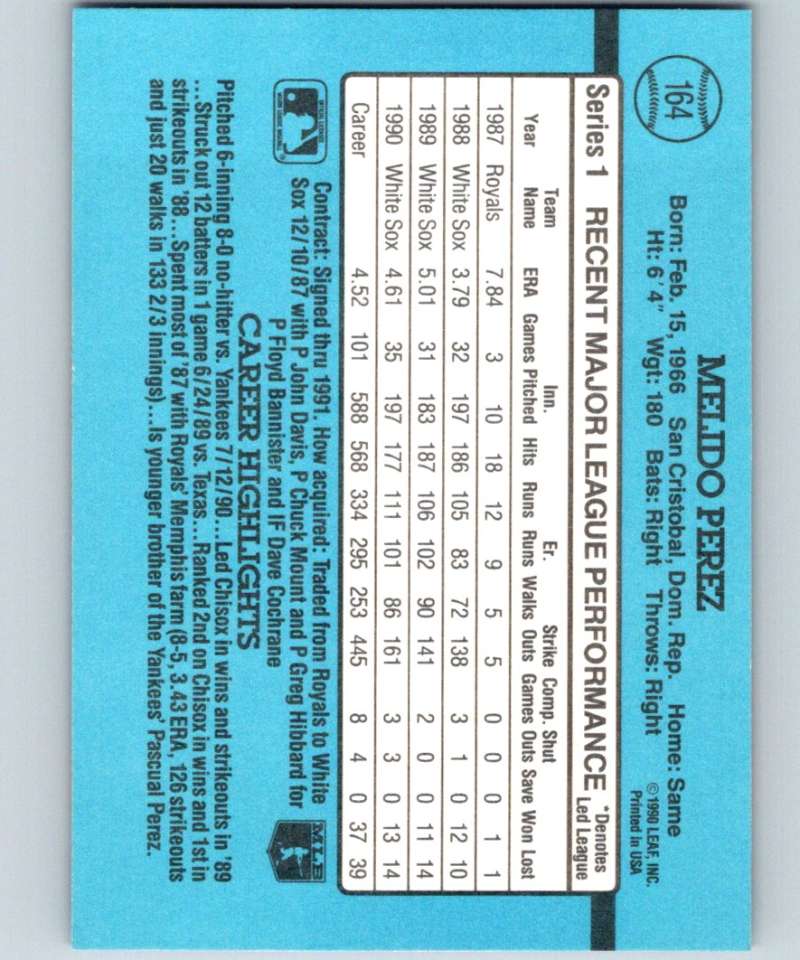 164
MELIDO PEREZ
Born: Feb. 15, 1966 San Cristobal, Dom. Rep. Home: Same
Ht: 6'4" Wgt: 180 Bats: Right Throws: Right
©1990 LEAF, INC.
Printed in USA
Series 1 RECENT MAJOR LEAGUE PERFORMANCE *Denotes Led League
Team Inn. Er. Strike Comp. Shut
Year Name ERA Games Pitched Hits Runs Runs Walks Outs Games Outs Save Won Lost
1987 Royals 7.84 3 10 18 12 9 5 5 0 0 0 1 1
1988 White Sox 3.79 32 197 186 105 83 72 138 3 1 0 12 10
1989 White Sox 5.01 31 183 187 106 102 90 141 2 0 0 11 14
1990 White Sox 4.61 35 197 177 111 101 86 161 3 3 0 13 14
Career 4.52 101 588 568 334 295 253 445 8 4 0 37 39
Contract: Signed thru 1991. How acquired: Traded from Royals to White
Sox 12/10/87 with P John Davis, P Chuck Mount and P Greg Hibbard for
P Floyd Bannister and IF Dave Cochrane
MLB
CAREER HIGHLIGHTS
Pitched 6-inning 8-0 no-hitter vs. Yankees 7/12/90...Led Chisox in wins and strikeouts in '89
...Struck out 12 batters in 1 game 6/24/89 vs. Texas...Ranked 2nd on Chisox in wins and 1st in
strikeouts in '88...Spent most of '87 with Royals' Memphis farm (8-5, 3.43 ERA, 126 strikeouts
and just 20 walks in 133 2/3 innings)...Is younger brother of the Yankees' Pascual Perez.